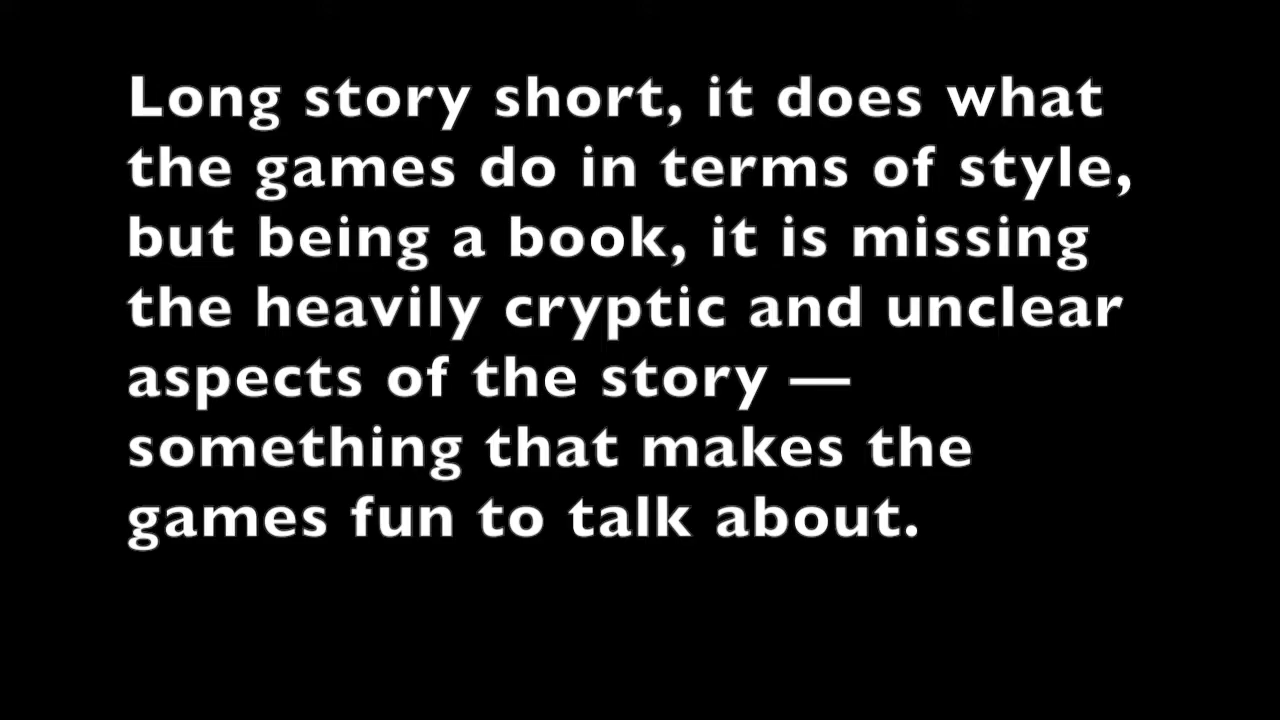 Long story short, it does what
the games do in terms of style,
but being a book, it is missing
the heavily cryptic and unclear
aspects of the story —
something that makes the
games fun to talk about.